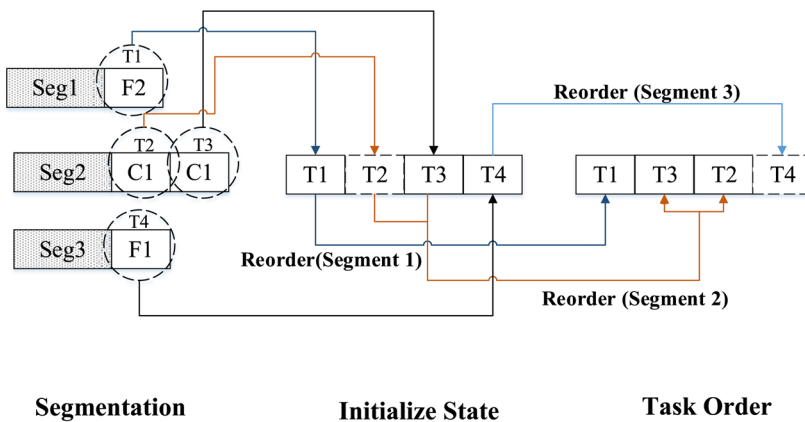 T1
Seg1 F2
T2 T3
Seg2 C1 C1
T4
Seg3 F1
T1 T2 T3 T4
Reorder(Segment 1)
Reorder (Segment 3)
T1 T3 T2 T4
Reorder (Segment 2)
Segmentation
Initialize State
Task Order